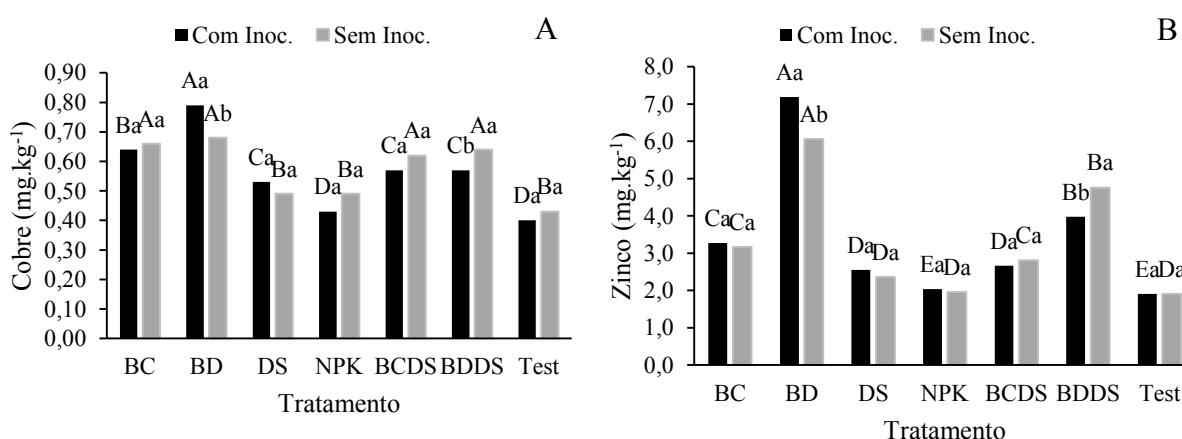 Com Inoc. Sem Inoc. A
Cobre (mg.kg-1)
0,90
0,80
0,70
0,60
0,50
0,40
0,30
0,20
0,10
0,00
Ba Aa Aa Ab Ca Ba Da Ba Ca Aa Cb Aa Da Ba
BC BD DS NPK BCDS BDDS Test
Tratamento
Com Inoc. Sem Inoc. B
Zinco (mg.kg-1)
8,0
7,0
6,0
5,0
4,0
3,0
2,0
1,0
0,0
Ca Ca Aa Ab Da Da Ea Da Da Ca Bb Ba Ea Da
BC BD DS NPK BCDS BDDS Test
Tratamento